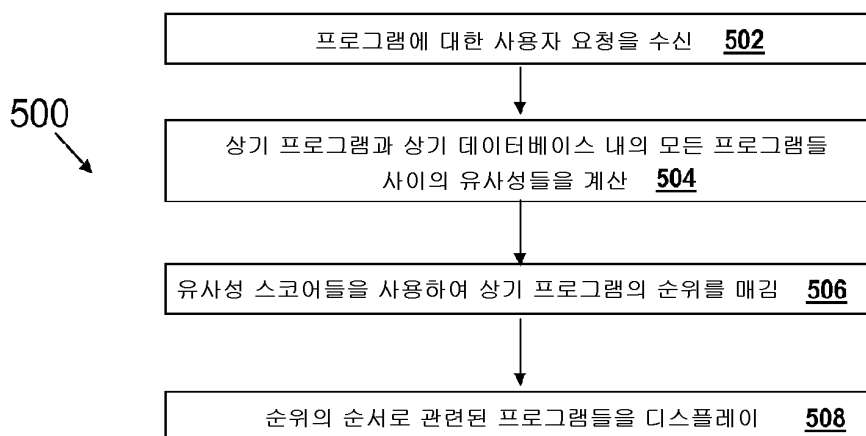 프로그램에 대한 사용자 요청을 수신 502
500
상기 프로그램과 상기 데이터베이스 내의 모든 프로그램들
사이의 유사성들을 계산 504
유사성 스코어들을 사용하여 상기 프로그램의 순위를 매김 506
순위의 순서로 관련된 프로그램들을 디스플레이 508